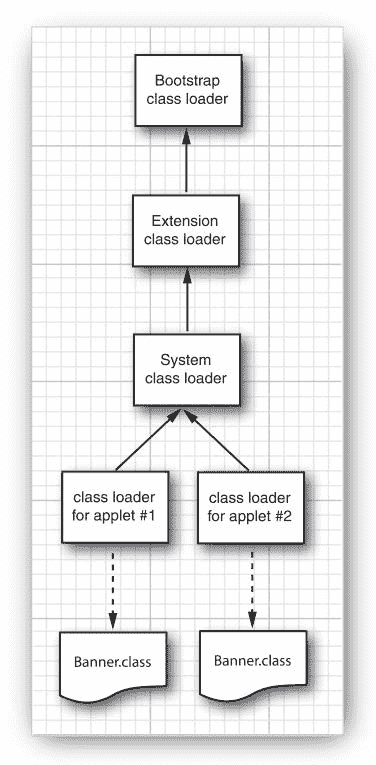 Bootstrap
class loader
Extension
class loader
System
class loader
class loader
for applet #1
class loader
for applet #2
Banner.class
Banner.class